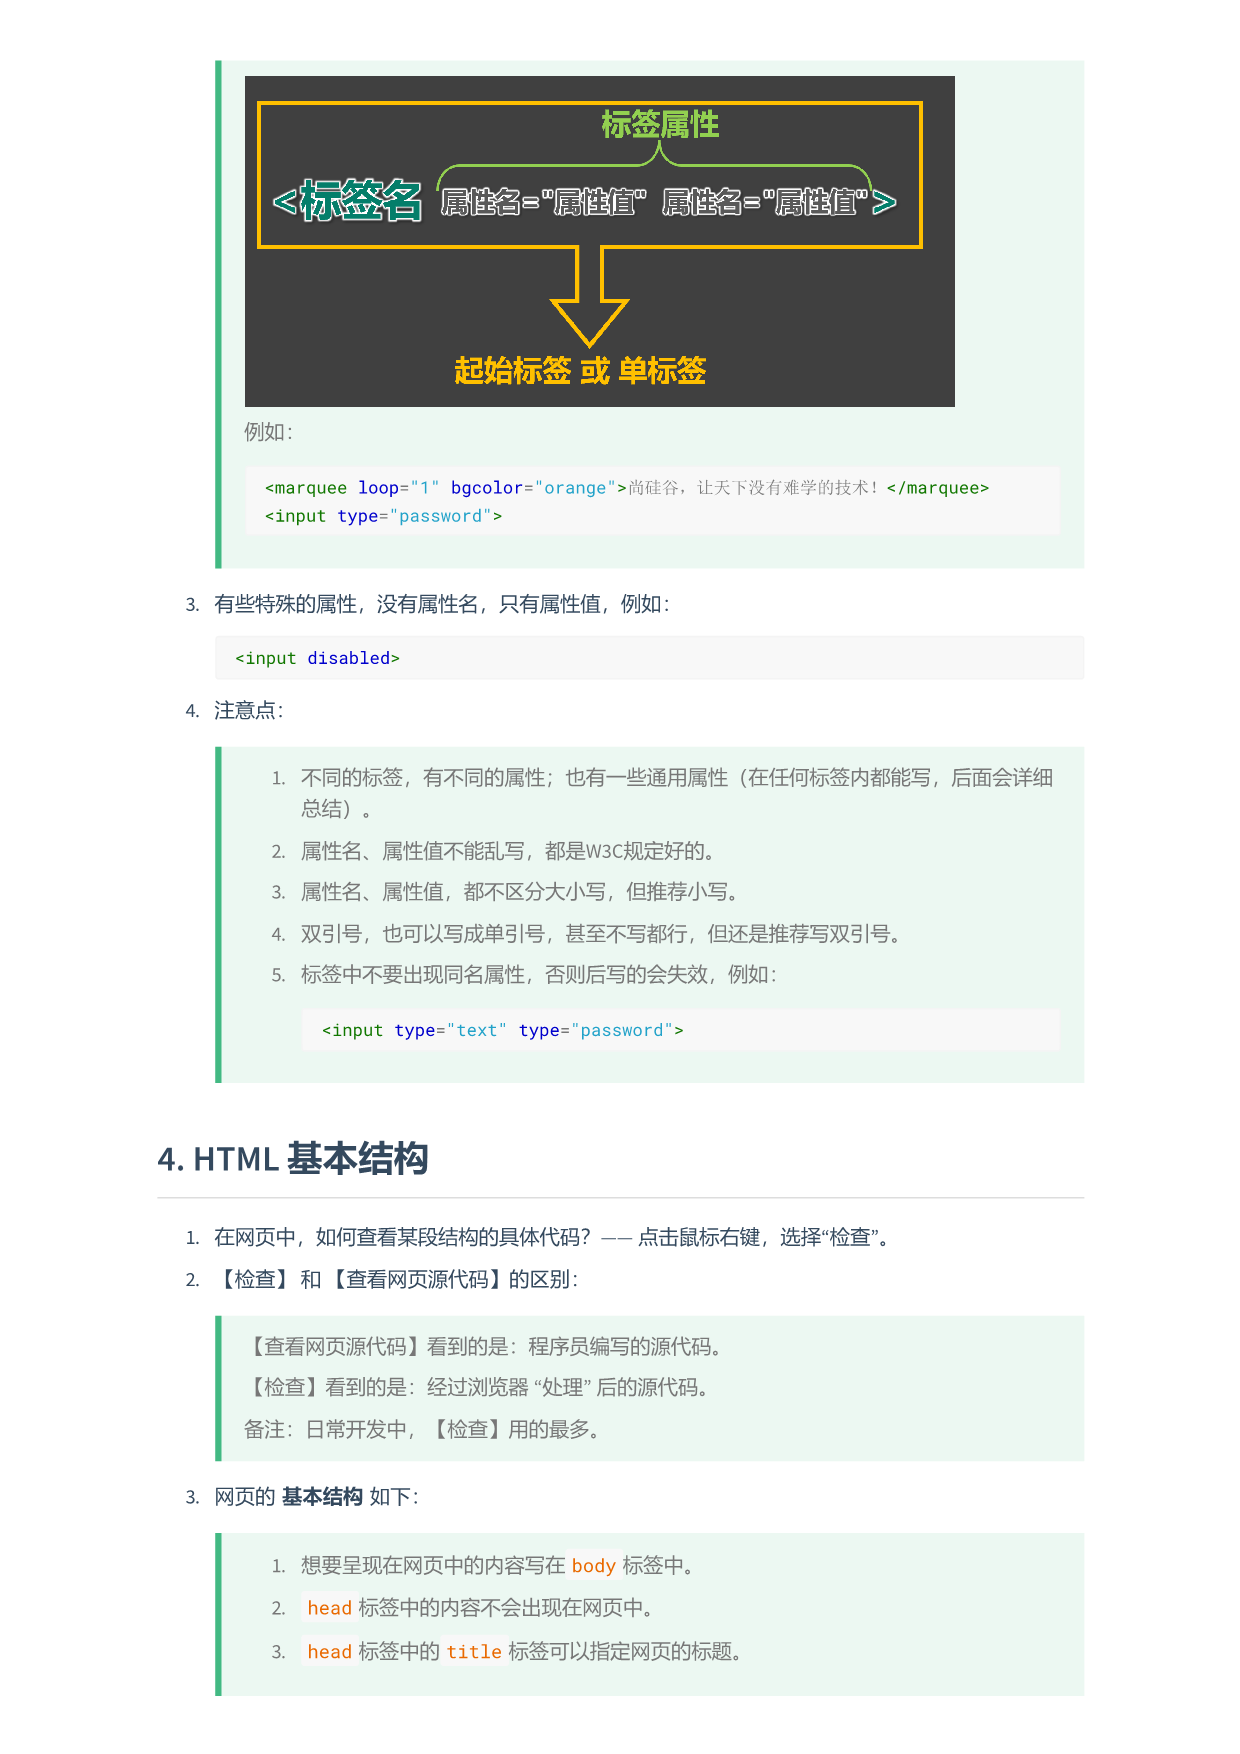 标签属性
<标签名 属性名="属性值" 属性名="属性值">
起始标签 或 单标签
例如：
<marquee loop="1" bgcolor="orange">尚硅谷，让天下没有难学的技术！</marquee>
<input type="password">
3. 有些特殊的属性，没有属性名，只有属性值，例如：
<input disabled>
4. 注意点：
1. 不同的标签，有不同的属性；也有一些通用属性（在任何标签内都能写，后面会详细
总结）。
2. 属性名、属性值不能乱写，都是W3C规定好的。
3. 属性名、属性值，都不区分大小写，但推荐小写。
4. 双引号，也可以写成单引号，甚至不写都行，但还是推荐写双引号。
5. 标签中不要出现同名属性，否则后写的会失效，例如：
<input type="text" type="password">
4. HTML 基本结构
1. 在网页中，如何查看某段结构的具体代码？—— 点击鼠标右键，选择“检查”。
2. 【检查】 和 【查看网页源代码】的区别：
【查看网页源代码】看到的是：程序员编写的源代码。
【检查】看到的是：经过浏览器 “处理” 后的源代码。
备注：日常开发中，【检查】用的最多。
3. 网页的 基本结构 如下：
1. 想要呈现在网页中的内容写在 body 标签中。
2. head 标签中的内容不会出现在网页中。
3. head 标签中的 title 标签可以指定网页的标题。